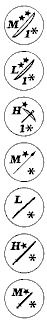 M★★ / 1*
L★ / 1*
H★ / 1*
M★ / *
L / *
H★ / *
M★ / *